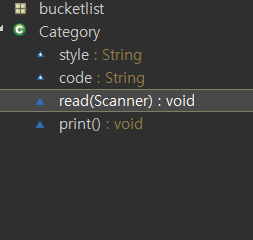 bucketlist
Category
style : String
code : String
read(Scanner) : void
print() : void